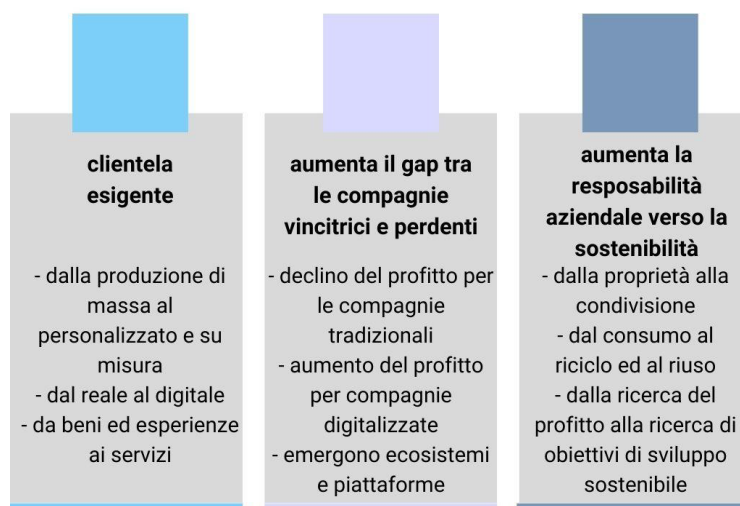 clientela
esigente
- dalla produzione di
massa al
personalizzato e su
misura
- dal reale al digitale
- da beni ed esperienze
ai servizi
aumenta il gap tra
le compagnie
vincitrici e perdenti
- declino del profitto per
le compagnie
tradizionali
- aumento del profitto
per compagnie
digitalizzate
- emergono ecosistemi
e piattaforme
aumenta la
resposabilità
aziendale verso la
sostenibilità
- dalla proprietà alla
condivisione
- dal consumo al
riciclo ed al riuso
- dalla ricerca del
profitto alla ricerca di
obiettivi di sviluppo
sostenibile